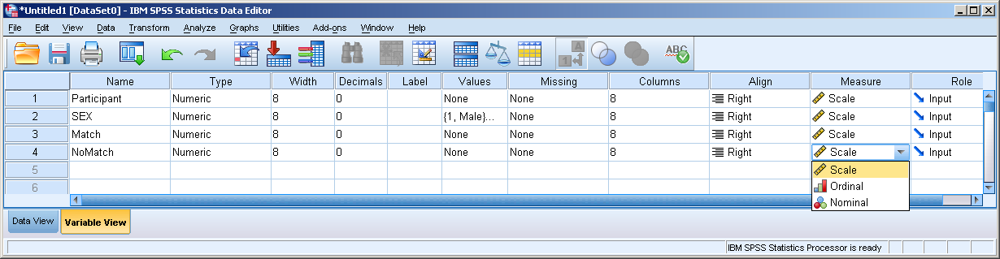 *Untitled1 [DataSet0] - IBM SPSS Statistics Data Editor
File Edit View Data Transform Analyze Graphs Utilities Add-ons Window Help
A 1 ABC
Name Type Width Decimals Label Values Missing Columns Align Measure Role
1 Participant Numeric 8 0 None None 8 Right Scale Input
2 SEX Numeric 8 0 {1, Male}... None 8 Right Scale Input
3 Match Numeric 8 0 None None 8 Right Scale Input
4 NoMatch Numeric 8 0 None None 8 Right Scale Input
5 Scale
Ordinal
6 Nominal
Data View Variable View
IBM SPSS Statistics Processor is ready